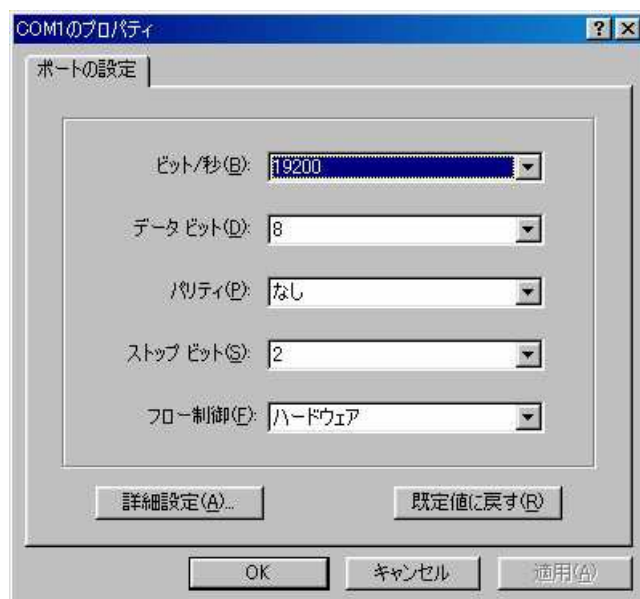 COM1のプロパティ
ポートの設定
ビット/秒(B): 19200
データ ビット(D): 8
パリティ(P): なし
ストップ ビット(S): 2
フロー制御(F): ハードウェア
詳細設定(A)... 既定値に戻す(R)
OK キャンセル 適用(A)